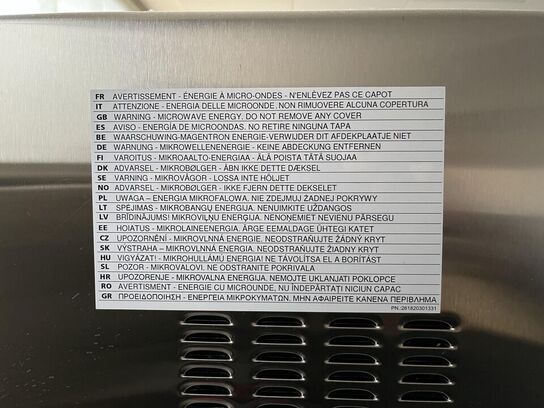 FR AVERTISSEMENT - ÉNERGIE À MICRO-ONDES - N'ENLÈVEZ PAS CE CAPOT
IT ATTENZIONE - ENERGIA DELLE MICROONDE. NON RIMUOVERE ALCUNA COPERTURA
GB WARNING - MICROWAVE ENERGY. DO NOT REMOVE ANY COVER
ES AVISO - ENERGÍA DE MICROONDAS. NO RETIRE NINGUNA TAPA
BE WAARSCHUWING-MAGENTRON ENERGIE-VERWIJDER DIT AFDEKPLAATJE NIET
DE WARNUNG - MIKROWELLENENERGIE - KEINE ABDECKUNG ENTFERNEN
FI VAROITUS - MIKROAALTO-ENERGIAA - ÄLÄ POISTA TÄTÄ SUOJAA
DK ADVARSEL - MIKROBØLGER - ÅBN IKKE DETTE DÆKSEL
SE VARNING - MIKROVÅGOR - LOSSA INTE HÖLJET
NO ADVARSEL - MIKROBØLGER - IKKE FJERN DETTE DEKSELET
PL UWAGA – ENERGIA MIKROFALOWA. NIE ZDEJMUJ ŻADNEJ POKRYWY
LT SPĖJIMAS - MIKROBANGŲ ENERGIJA. NENUIMKITE UŽDANGOS
LV BRĪDINĀJUMS! MIKROVIĻŅU ENERĢIJA. NENOŅEMIET NEVIENU PĀRSEGU
EE HOIATUS - MIKROLAINEENERGIA. ÄRGE EEMALDAGE ÜHTEGI KATET
CZ UPOZORNĚNÍ - MIKROVLNNÁ ENERGIE. NEODSTRAŇUJTE ŽÁDNÝ KRYT
SK VÝSTRAHA – MIKROVLNNÁ ENERGIA. NEODSTRAŇUJTE ŽIADNY KRYT
HU VIGYÁZAT! - MIKROHULLÁMÚ ENERGIA! NE TÁVOLÍTSA EL A BORÍTÁST
SL POZOR - MIKROVALOVI. NE ODSTRANITE POKRIVALA
HR UPOZORENJE - MIKROVALNA ENERGIJA. NEMOJTE UKLANJATI POKLOPCE
RO AVERTISMENT - ENERGIE CU MICROUNDE, NU ÎNDEPĂRTAȚI NICIUN CAPAC
GR ΠΡΟΕΙΔΟΠΟΙΗΣΗ - ΕΝΕΡΓΕΙΑ ΜΙΚΡΟΚΥΜΑΤΩΝ. ΜΗΝ ΑΦΑΙΡΕΙΤΕ ΚΑΝΕΝΑ ΠΕΡΙΒΛΗΜΑ
PN.:261820301331